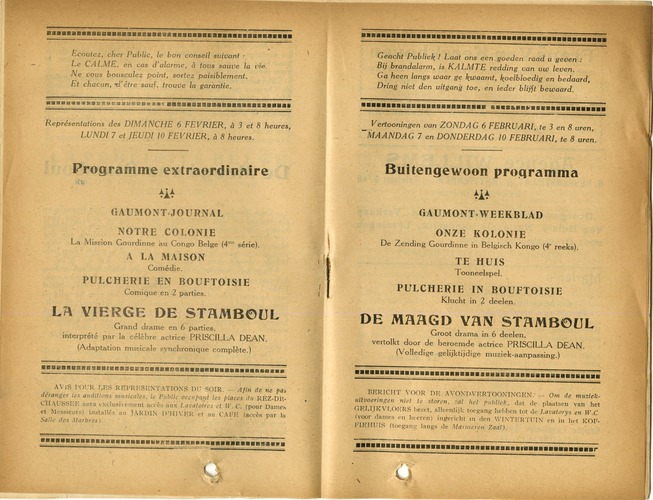 Ecoutez, cher Public, le bon conseil suivant :
Le CALME, en cas d'alarme, à tous sauve la vie.
Ne vous bousculez point, sortez paisiblement.
Et chacun, s'étre sauf, trouve la garantie.
Représentations des DIMANCHE 6 FEVRIER, à 3 et 8 heures,
LUNDI 7 et JEUDI 10 FEVRIER, à 8 heures.
Programme extraordinaire
GAUMONT-JOURNAL
NOTRE COLONIE
La Mission Gourdinne au Congo Belge (4me série).
A LA MAISON
Comédie.
PULCHERIE EN BOUFTOISIE
Comique en 2 parties.
LA VIERGE DE STAMBOUL
Grand drame en 6 parties,
interprété par la célèbre actrice PRISCILLA DEAN.
(Adaptation musicale synchronique complète.)
AVIS POUR LES REPRESENTATIONS DU SOIR. — Afin de ne pas
déranger les auditions musicales, le Public occupant les places du REZ-DE-
CHAUSSEE aura exclusivement accès aux Lavatoires et W. C. (pour Dames
et Messieurs) installés au JARDIN D'HIVER et au CAFE (accès par la
Salle des Marbres).
Geacht Publiek ! Laat ons een goeden raad u geven :
Bij brandalarm, is KALMTE redding van uw leven.
Ga heen langs waar ge kwaamt, koelbloedig en bedaard,
Dring niet den uitgang toe, en ieder blijft bewaard.
Vertooningen van ZONDAG 6 FEBRUARI, te 3 en 8 uren,
MAANDAG 7 en DONDERDAG 10 FEBRUARI, te 8 uren.
Buitengewoon programma
GAUMONT-WEEKBLAD
ONZE KOLONIE
De Zending Gourdinne in Belgisch Kongo (4e reeks).
TE HUIS
Tooneelspel.
PULCHERIE IN BOUFTOISIE
Klucht in 2 deelen.
DE MAAGD VAN STAMBOUL
Groot drama in 6 deelen,
vertolkt door de beroemde actrice PRISCILLA DEAN.
(Volledige gelijktijdige muziek-aanpassing.)
BERICHT VOOR DE AVONDVERTOONINGEN. — Om de muziek-
uitvoeringen niet te storen, zal het publiek, dat de plaatsen van het
GELIJKVLOERS bezet, alleenlijk toegang hebben tot de Lavatorys en W.C
(voor dames en heeren) ingericht in den WINTERTUIN en in het KOF-
FIEHUIS (toegang langs de Marmeren Zaal).